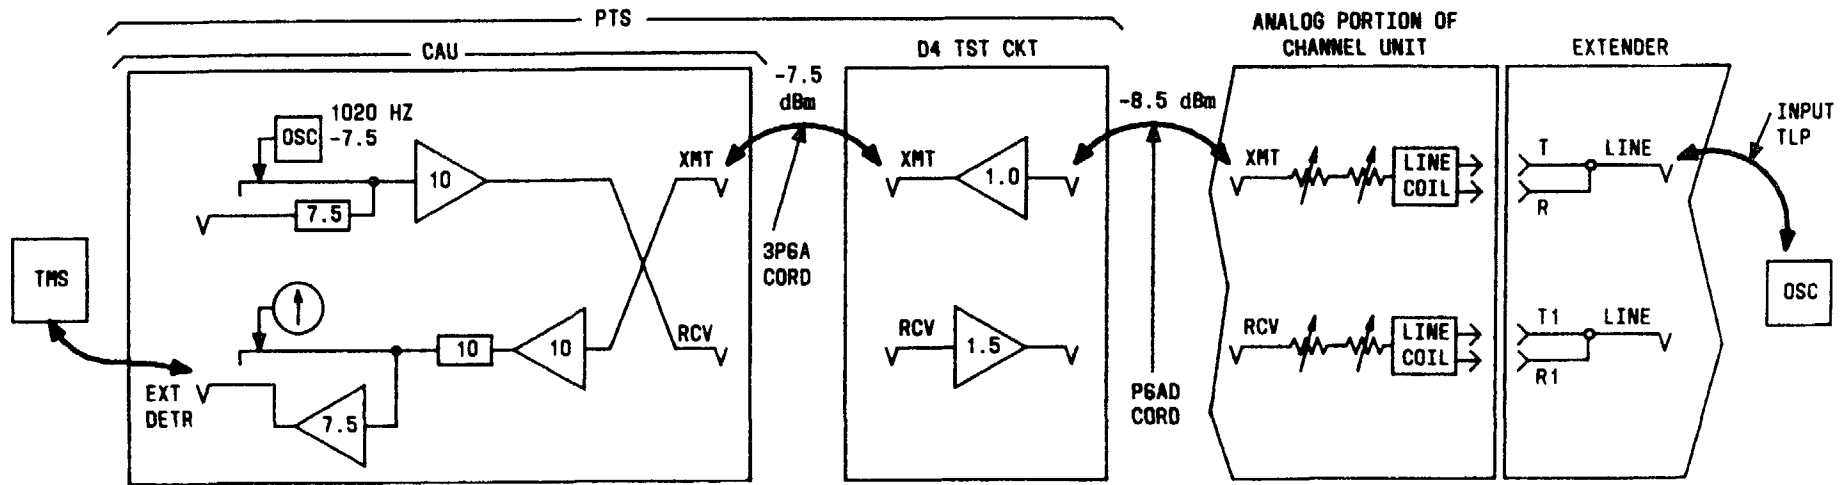 PTS
CAU
D4 TST CKT
ANALOG PORTION OF
CHANNEL UNIT
EXTENDER
-7.5
dBm
-8.5 dBm
INPUT
TLP
OSC
1020 HZ
-7.5
10
7.5
XMT
XMT
1.0
XMT
LINE
COIL
T
R
LINE
3P6A
CORD
TMS
OSC
EXT
DETR
10
10
7.5
RCV
RCV
1.5
P6AD
CORD
RCV
LINE
COIL
T1
R1
LINE